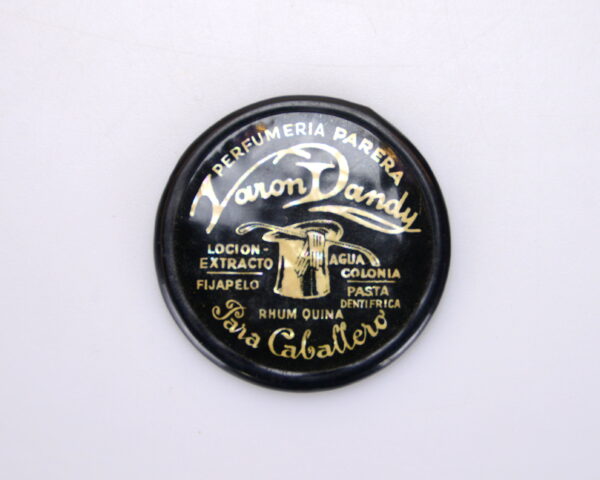 PERFUMERIA PARERA
Varon Dandy
LOCION-
EXTRACTO
FIJAPELO
AGUA
COLONIA
PASTA
DENTIFRICA
RHUM QUINA
Para Caballero